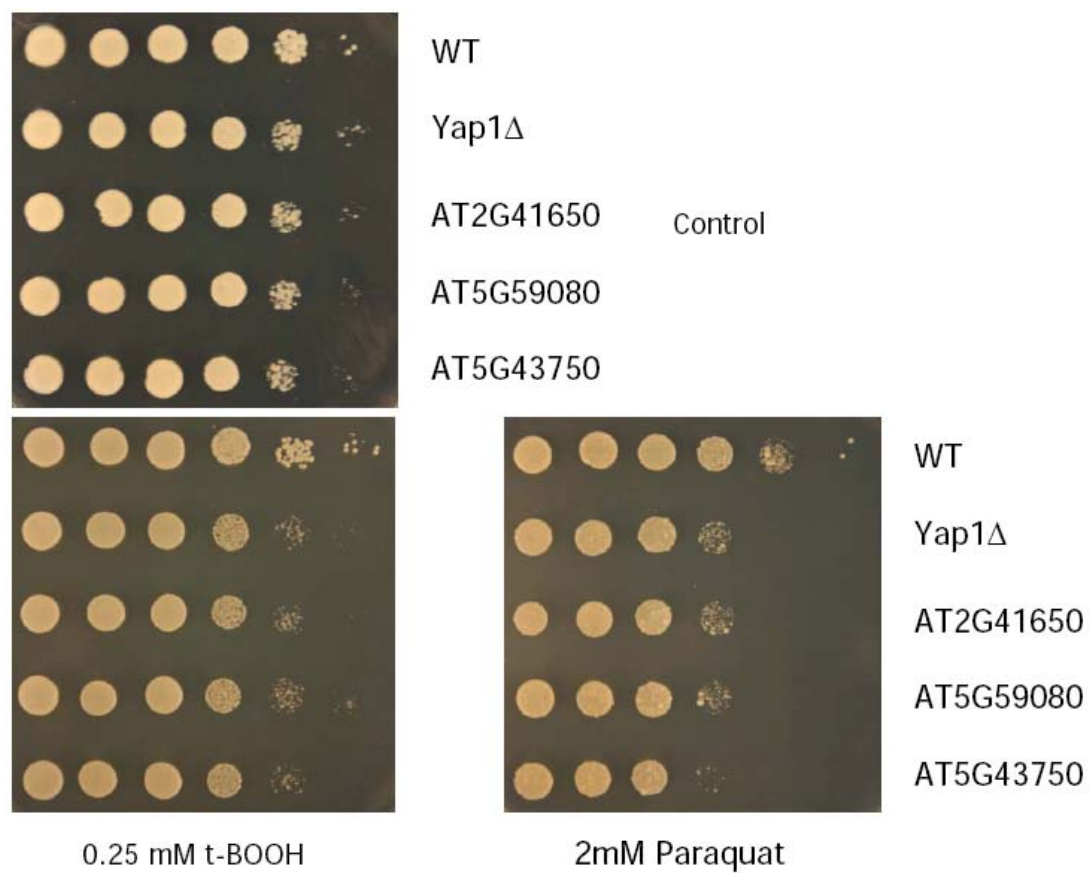 WT
Yap1Δ
AT2G41650
Control
AT5G59080
AT5G43750
WT
Yap1Δ
AT2G41650
AT5G59080
AT5G43750
0.25 mM t-BOOH
2mM Paraquat